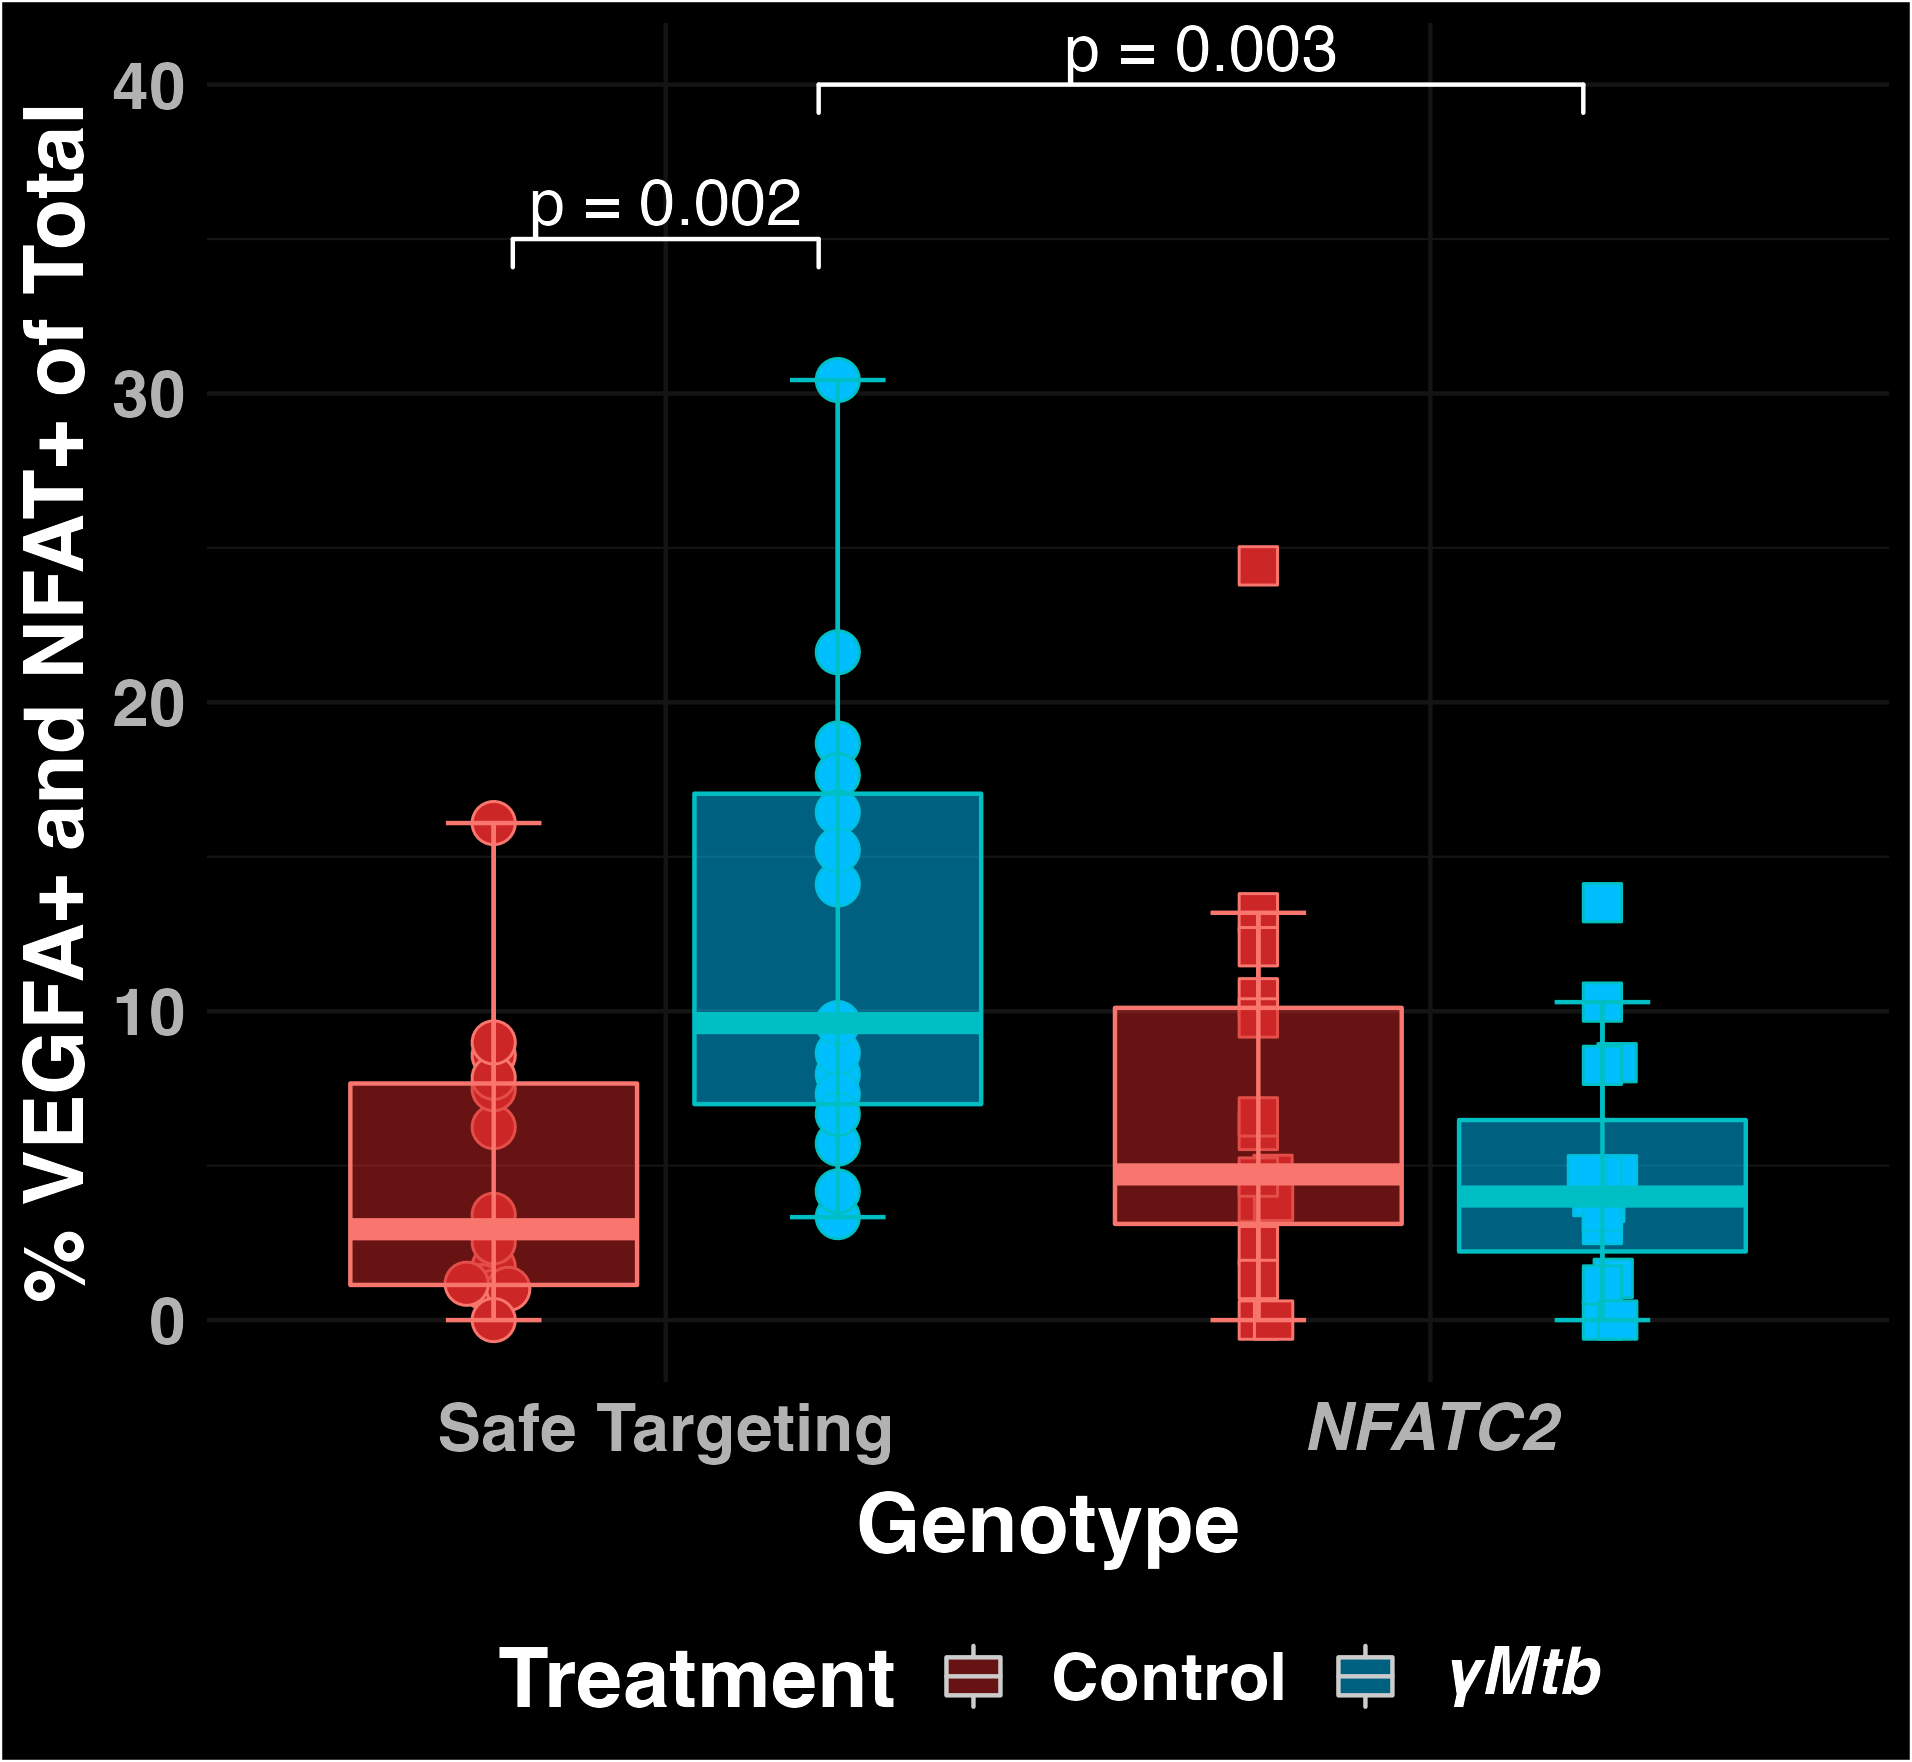 p = 0.003
p = 0.002
% VEGFA+ and NFAT+ of Total
40
30
20
10
0
Safe Targeting
NFATC2
Genotype
Treatment
Control
γMtb